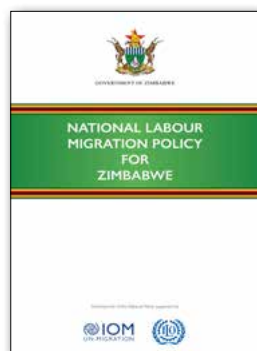 GOVERNMENT OF ZIMBABWE
NATIONAL LABOUR
MIGRATION POLICY
FOR
ZIMBABWE
IOM
UN MIGRATION